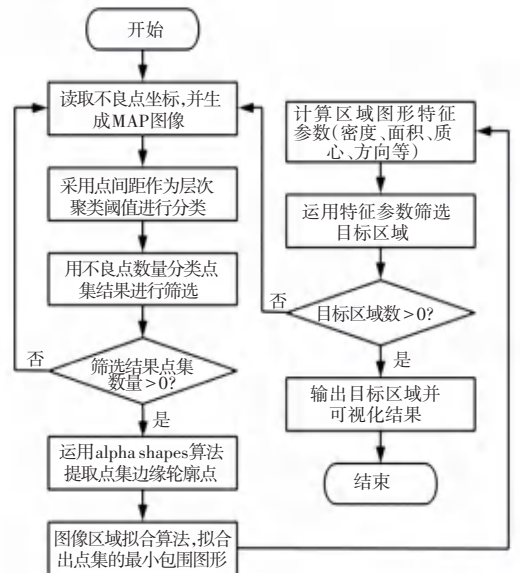 开始
读取不良点坐标,并生
成MAP图像
采用点间距作为层次
聚类阈值进行分类
用不良点数量分类点
集结果进行筛选
否
筛选结果点集
数量>0?
是
运用alpha shapes算法
提取点集边缘轮廓点
图像区域拟合算法,拟合
出点集的最小包围图形
计算区域图形特征
参数(密度、面积、质
心、方向等)
运用特征参数筛选
目标区域
否
目标区域数>0?
是
输出目标区域并
可视化结果
结束